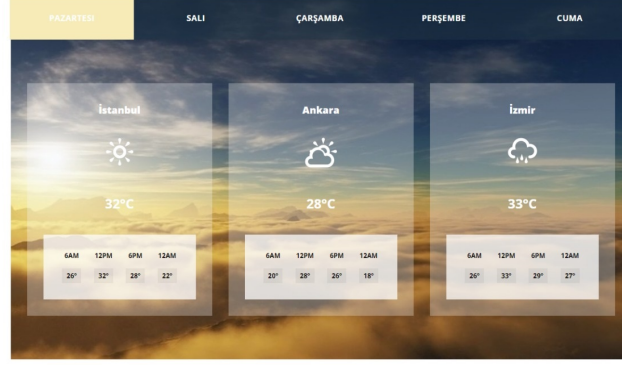 PAZARTESİ SALI ÇARŞAMBA PERŞEMBE CUMA
İstanbul
32°C
6AM 12PM 6PM 12AM
26° 32° 28° 22°
Ankara
28°C
6AM 12PM 6PM 12AM
20° 28° 26° 18°
İzmir
33°C
6AM 12PM 6PM 12AM
26° 33° 29° 27°